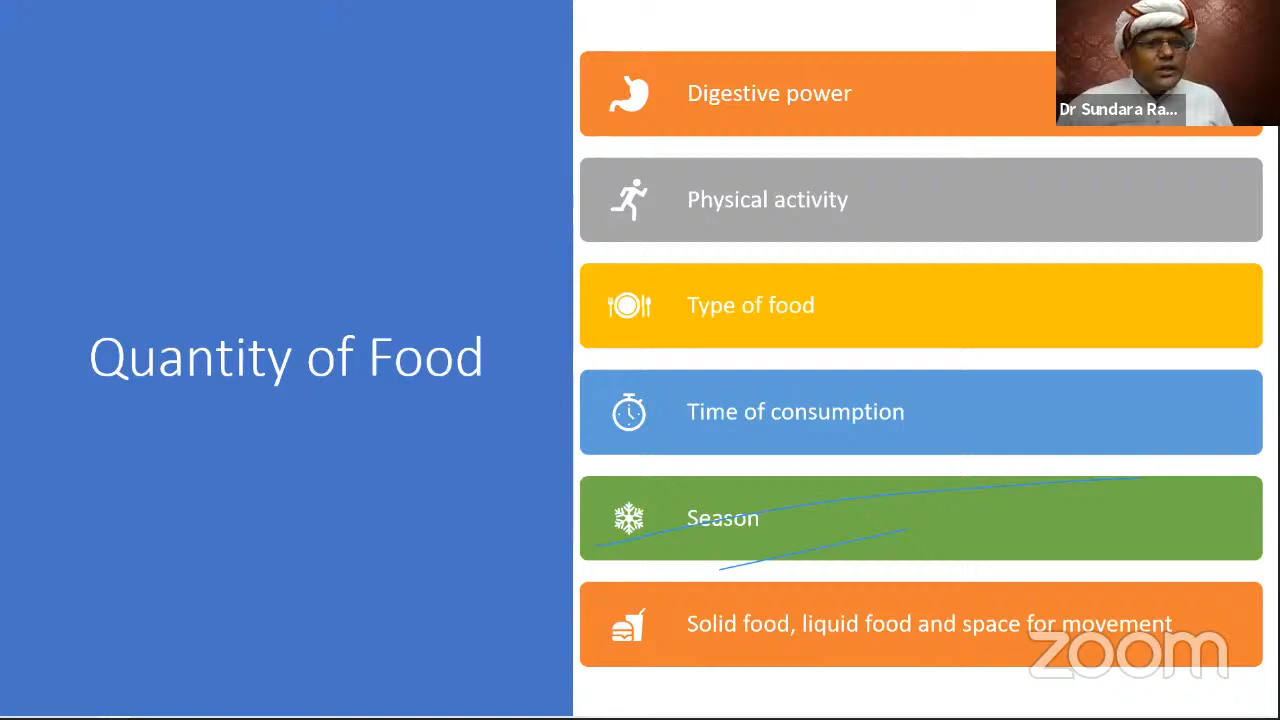 Quantity of Food
Digestive power
Dr Sundara Ra...
Physical activity
Type of food
Time of consumption
Season
Solid food, liquid food and space for movement
zoom